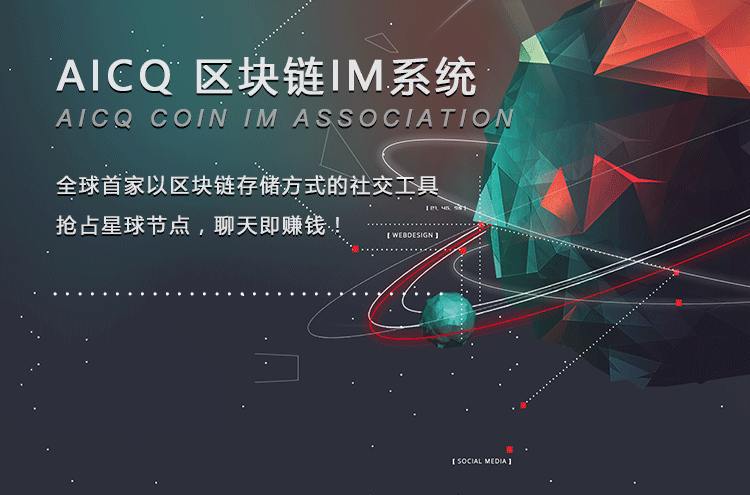 AICQ 区块链IM系统
AICQ COIN IM ASSOCIATION
全球首家以区块链存储方式的社交工具
抢占星球节点，聊天即赚钱！
[ WEBDESIGN ]
[ SOCIAL MEDIA ]